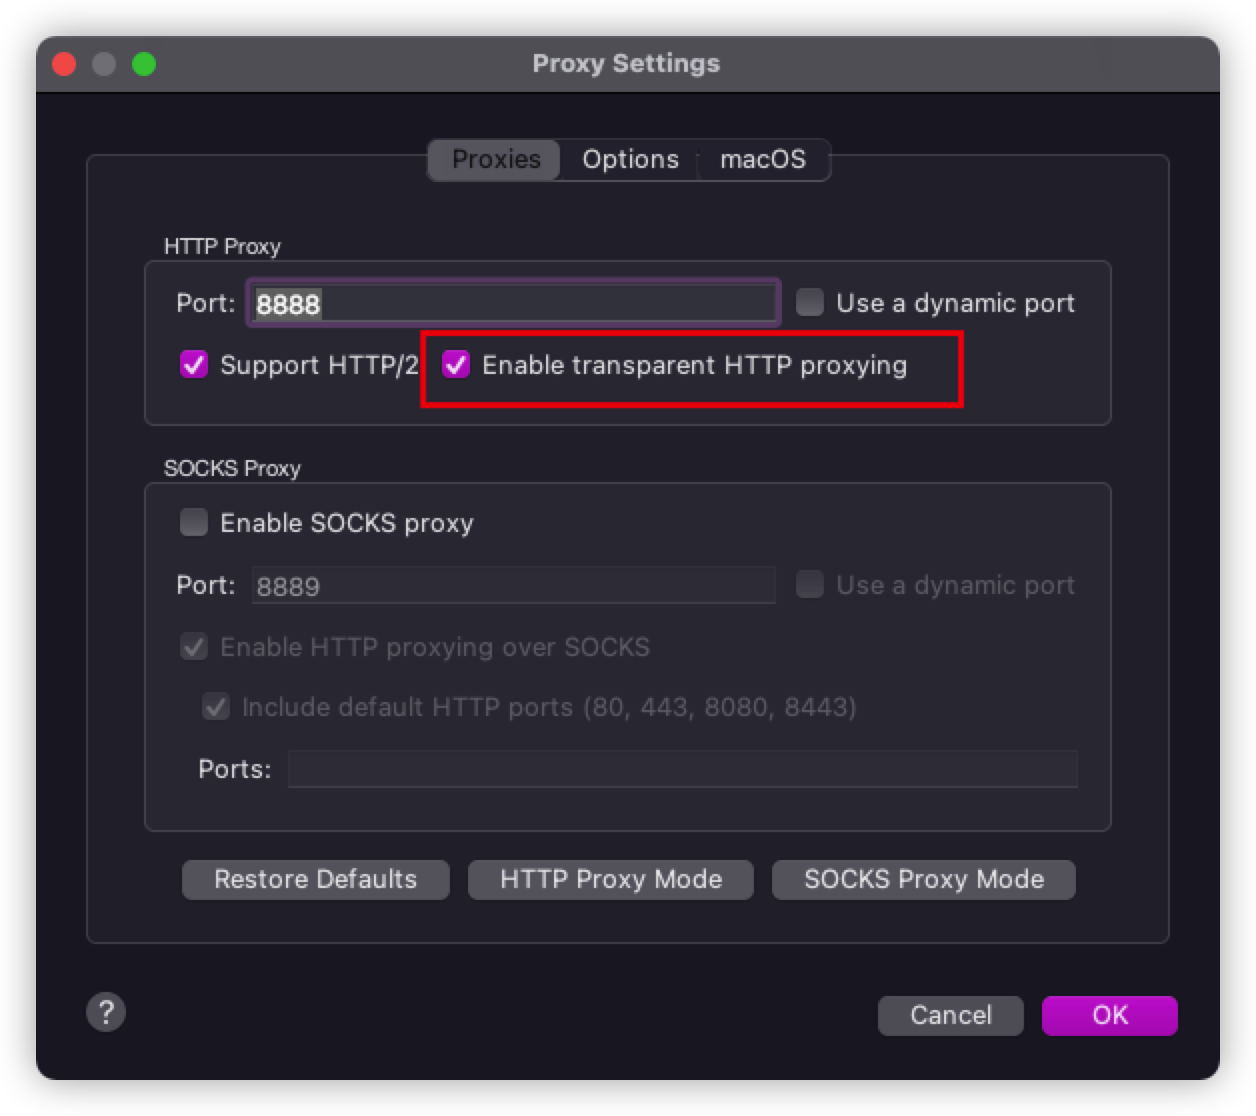 Proxy Settings
Proxies Options macOS
HTTP Proxy
Port: 8888 Use a dynamic port
Support HTTP/2 Enable transparent HTTP proxying
SOCKS Proxy
Enable SOCKS proxy
Port: 8889 Use a dynamic port
Enable HTTP proxying over SOCKS
Include default HTTP ports (80, 443, 8080, 8443)
Ports:
Restore Defaults HTTP Proxy Mode SOCKS Proxy Mode
? Cancel OK